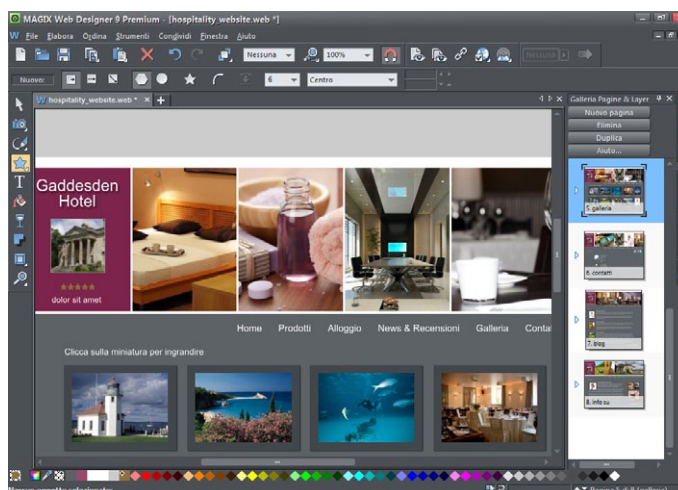 MAGIX Web Designer 9 Premium - [hospitality_website.web *]
File Elabora Ordina Strumenti Condividi Finestra Aiuto
Nessuna 100% Nessuna
Nuovo: 6 Centro
hospitality_website.web *
Galleria Pagine & Layer
Nuovo pagina
Elimina
Duplica
Aiuto...
Gaddesden
Hotel
dolor sit amet
Home Prodotti Alloggio News & Recensioni Galleria Conta
Clicca sulla miniatura per ingrandire
5. galleria
6. contatti
7. blog
8. info su